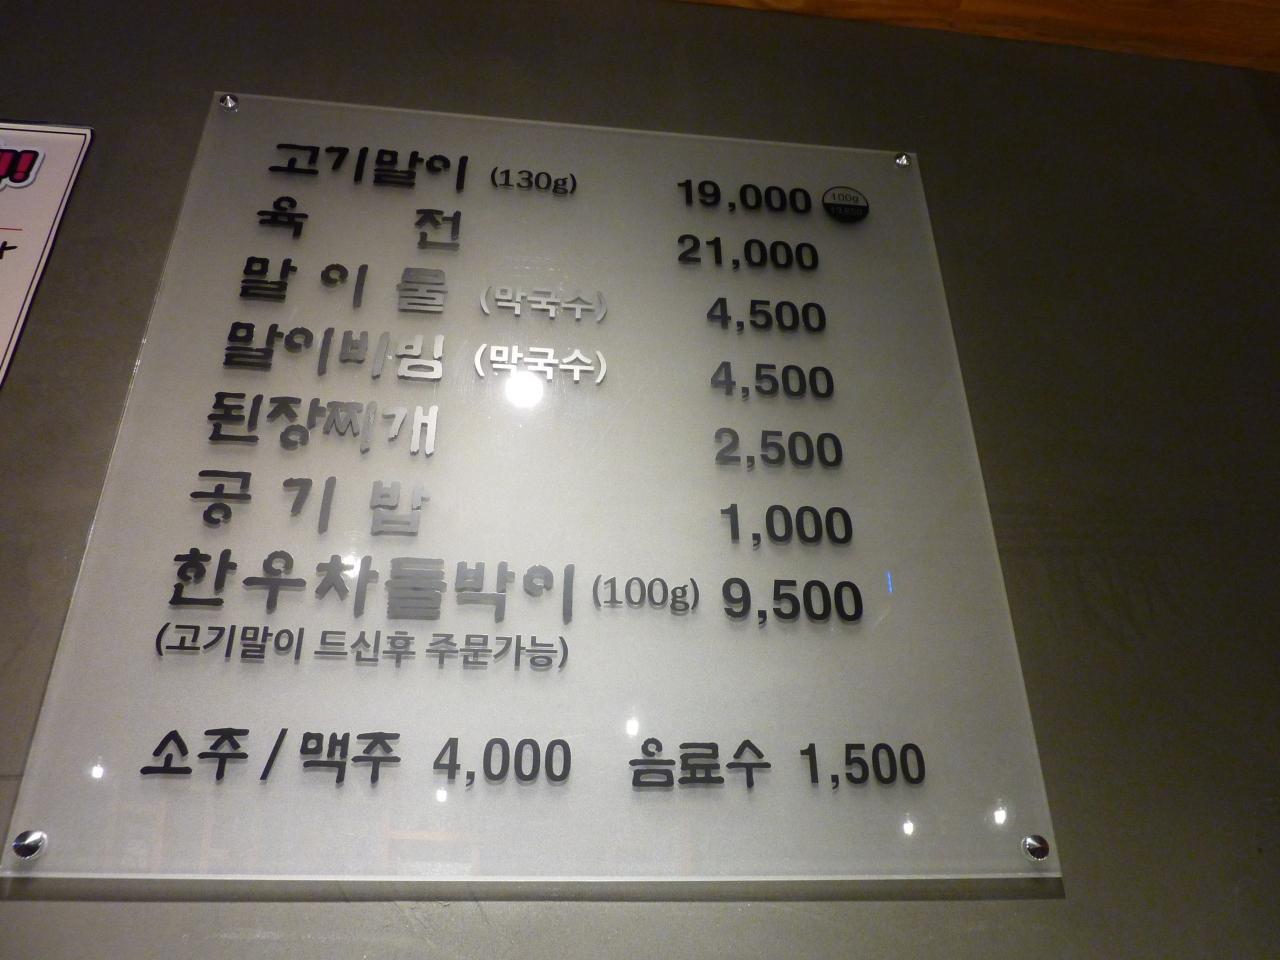 고기말이 (130g) 19,000 100g
육 전 21,000
말이물 (막국수) 4,500
말이비빔 (막국수) 4,500
된장찌개 2,500
공기밥 1,000
한우차돌박이 (100g) 9,500
(고기말이 드신후 주문가능)
소주 / 맥주 4,000 음료수 1,500